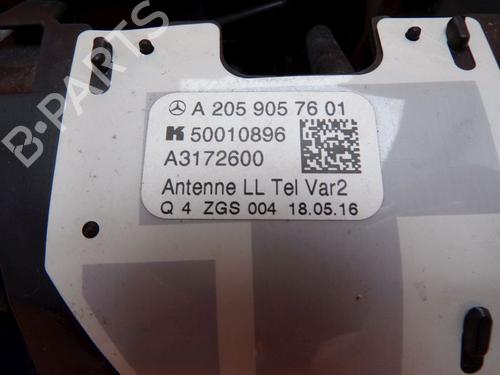 B-PARTS
A 205 905 76 01
K 50010896
A3172600
Antenne LL Tel Var2
Q 4 ZGS 004 18.05.16